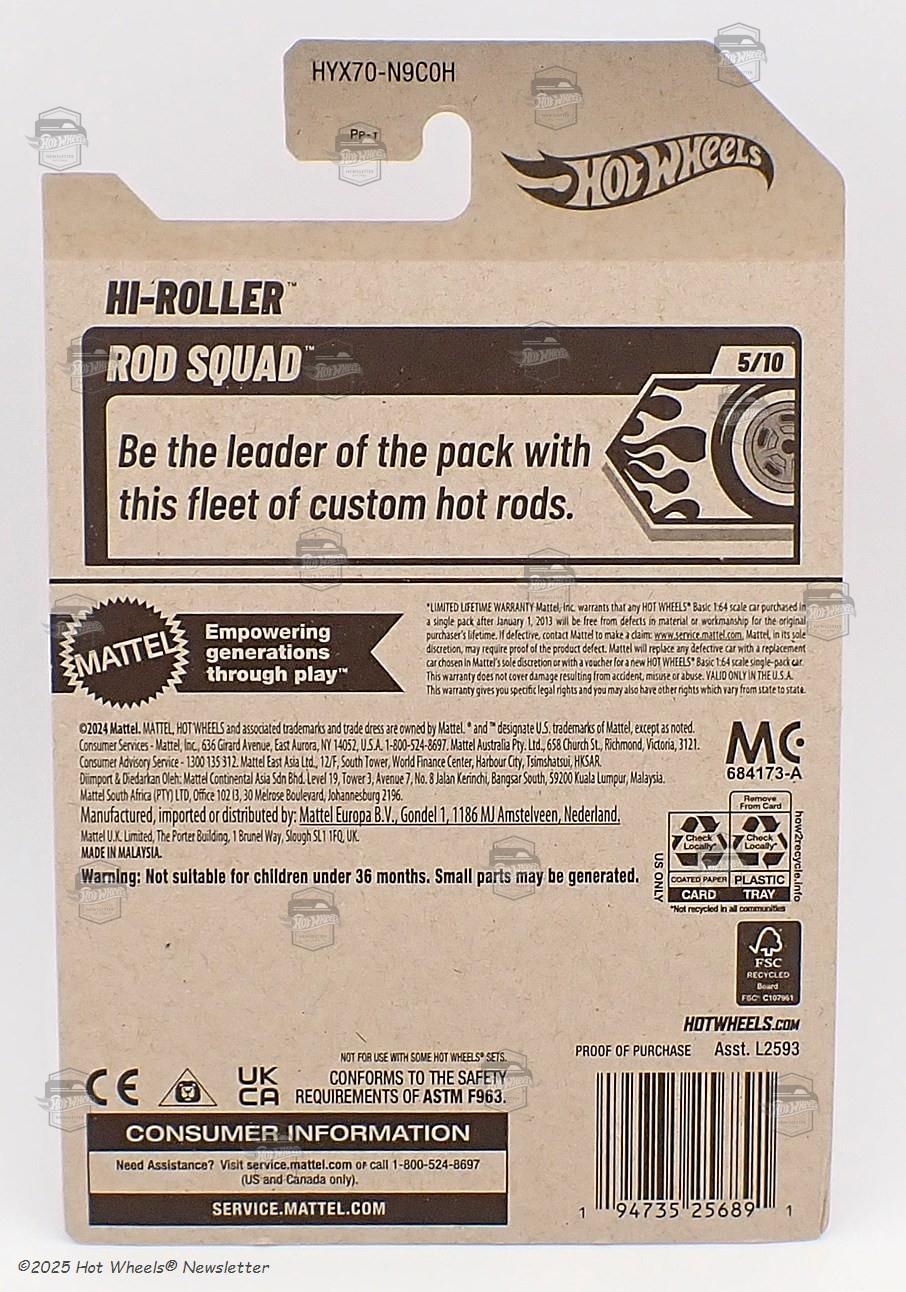 HYX70-N9C0H
PP-T
HOT WHEELS
HI-ROLLER™
ROD SQUAD™
5/10
Be the leader of the pack with
this fleet of custom hot rods.
MATTEL
Empowering
generations
through play™
*LIMITED LIFETIME WARRANTY Mattel, Inc. warrants that any HOT WHEELS® Basic 1:64 scale car purchased in
a single pack after January 1, 2013 will be free from defects in material or workmanship for the original
purchaser's lifetime. If defective, contact Mattel to make a claim: www.service.mattel.com. Mattel, in its sole
discretion, may require proof of the product defect. Mattel will replace any defective car with a replacement
car chosen in Mattel's sole discretion or with a voucher for a new HOT WHEELS® Basic 1:64 scale single-pack car.
This warranty does not cover damage resulting from accident, misuse or abuse. VALID ONLY IN THE U.S.A.
This warranty gives you specific legal rights and you may also have other rights which vary from state to state.
©2024 Mattel. MATTEL, HOT WHEELS and associated trademarks and trade dress are owned by Mattel. ® and ™ designate U.S. trademarks of Mattel, except as noted.
Consumer Services - Mattel, Inc., 636 Girard Avenue, East Aurora, NY 14052, U.S.A. 1-800-524-8697. Mattel Australia Pty. Ltd., 658 Church St., Richmond, Victoria, 3121.
Consumer Advisory Service - 1300 135 312. Mattel East Asia Ltd., 12/F, South Tower, World Finance Center, Harbour City, Tsimshatsui, HKSAR.
Diimport & Diedarkan Oleh: Mattel Continental Asia Sdn Bhd. Level 19, Tower 3, Avenue 7, No. 8 Jalan Kerinchi, Bangsar South, 59200 Kuala Lumpur, Malaysia.
Mattel South Africa (PTY) LTD, Office 102 I3, 30 Melrose Boulevard, Johannesburg 2196.
Manufactured, imported or distributed by: Mattel Europa B.V., Gondel 1, 1186 MJ Amstelveen, Nederland.
Mattel U.K. Limited, The Porter Building, 1 Brunel Way, Slough SL1 1FQ, UK.
MADE IN MALAYSIA.
Warning: Not suitable for children under 36 months. Small parts may be generated.
MC
684173-A
Remove
From Card
Check
Locally*
Check
Locally*
COATED PAPER
PLASTIC
CARD
TRAY
US ONLY
how2recycle.info
*Not recycled in all communities
FSC
RECYCLED
Board
FSC® C107961
HOTWHEELS.COM
PROOF OF PURCHASE Asst. L2593
NOT FOR USE WITH SOME HOT WHEELS® SETS.
CE
UK
CA
CONFORMS TO THE SAFETY
REQUIREMENTS OF ASTM F963.
CONSUMER INFORMATION
Need Assistance? Visit service.mattel.com or call 1-800-524-8697
(US and Canada only).
SERVICE.MATTEL.COM
1 94735 25689 1
©2025 Hot Wheels® Newsletter